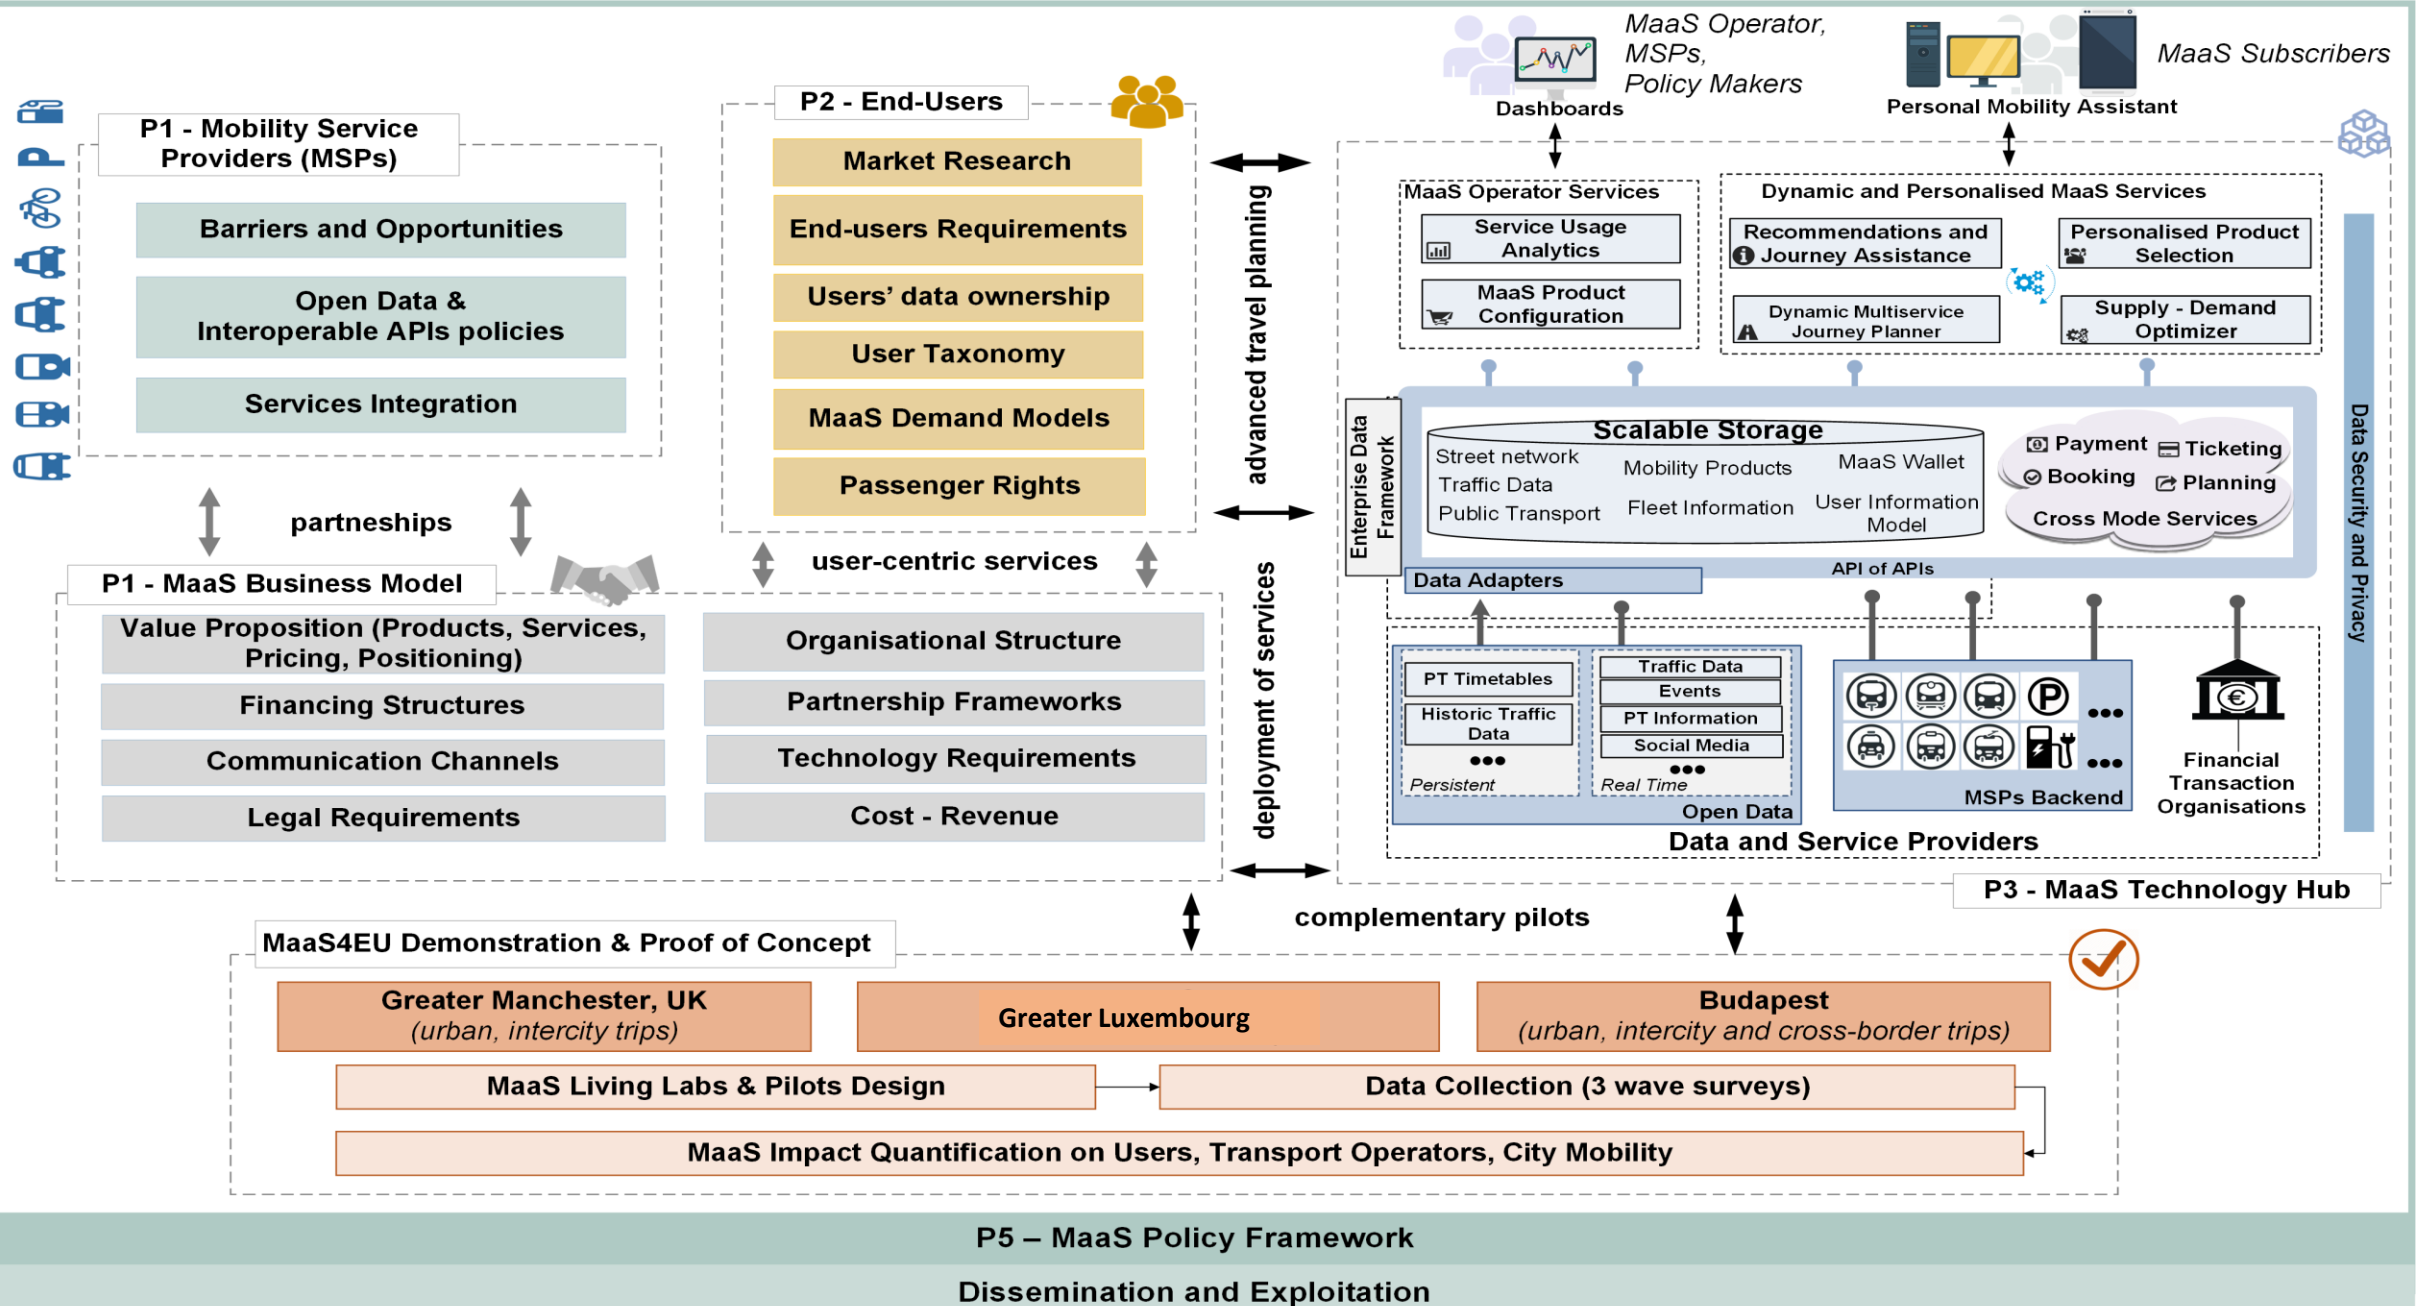 MaaS Operator,
MSPs,
Policy Makers
Dashboards
MaaS Subscribers
Personal Mobility Assistant
P1 - Mobility Service
Providers (MSPs)
Barriers and Opportunities
Open Data &
Interoperable APIs policies
Services Integration
partneships
P2 - End-Users
Market Research
End-users Requirements
Users’ data ownership
User Taxonomy
MaaS Demand Models
Passenger Rights
user-centric services
P1 - MaaS Business Model
Value Proposition (Products, Services,
Pricing, Positioning)
Financing Structures
Communication Channels
Legal Requirements
Organisational Structure
Partnership Frameworks
Technology Requirements
Cost - Revenue
advanced travel planning
deployment of services
MaaS Operator Services
Service Usage
Analytics
MaaS Product
Configuration
Dynamic and Personalised MaaS Services
Recommendations and
Journey Assistance
Personalised Product
Selection
Dynamic Multiservice
Journey Planner
Supply - Demand
Optimizer
Enterprise Data
Framework
Scalable Storage
Street network
Traffic Data
Public Transport
Mobility Products
Fleet Information
MaaS Wallet
User Information
Model
Payment
Ticketing
Booking
Planning
Cross Mode Services
Data Adapters
API of APIs
Data Security and Privacy
PT Timetables
Historic Traffic
Data
•••
Persistent
Traffic Data
Events
PT Information
Social Media
•••
Real Time
Open Data
P
•••
•••
MSPs Backend
€
Financial
Transaction
Organisations
Data and Service Providers
P3 - MaaS Technology Hub
complementary pilots
MaaS4EU Demonstration & Proof of Concept
Greater Manchester, UK
(urban, intercity trips)
Greater Luxembourg
Budapest
(urban, intercity and cross-border trips)
MaaS Living Labs & Pilots Design
Data Collection (3 wave surveys)
MaaS Impact Quantification on Users, Transport Operators, City Mobility
P5 – MaaS Policy Framework
Dissemination and Exploitation